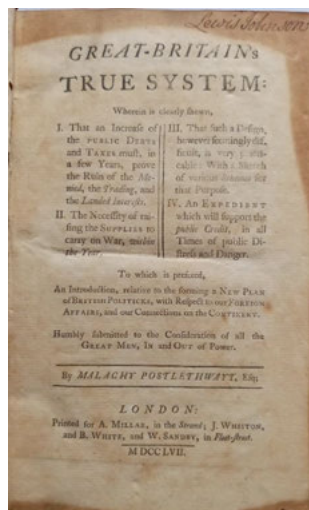 Lewis Johnson
GREAT-BRITAIN's
TRUE SYSTEM:
Wherein is clearly shewn,
I. That an Increase of
the PUBLIC DEBTS
and TAXES must, in
a few Years, prove
the Ruin of the Mo-
nied, the Trading, and
the Landed Interests.
II. The Necessity of rai-
sing the SUPPLIES to
carry on War, within
the Year.
III. That such a Design,
however seemingly dif-
ficult, is very practi-
cable: With a Sketch
of various Schemes for
that Purpose.
IV. An EXPEDIENT
which will support the
public Credit, in all
Times of public Di-
stress and Danger.
To which is prefixed,
An Introduction, relative to the forming a NEW PLAN
of BRITISH POLITICKS, with Respect to our FOREIGN
AFFAIRS, and our Connections on the CONTINENT.
Humbly submitted to the Consideration of all the
GREAT MEN, IN and OUT of Power.
By MALACHY POSTLETHWAYT, Esq;
LONDON:
Printed for A. MILLAR, in the Strand; J. WHISTON,
and B. WHITE, and W. SANDBY, in Fleet-street.
M DCC LVII.